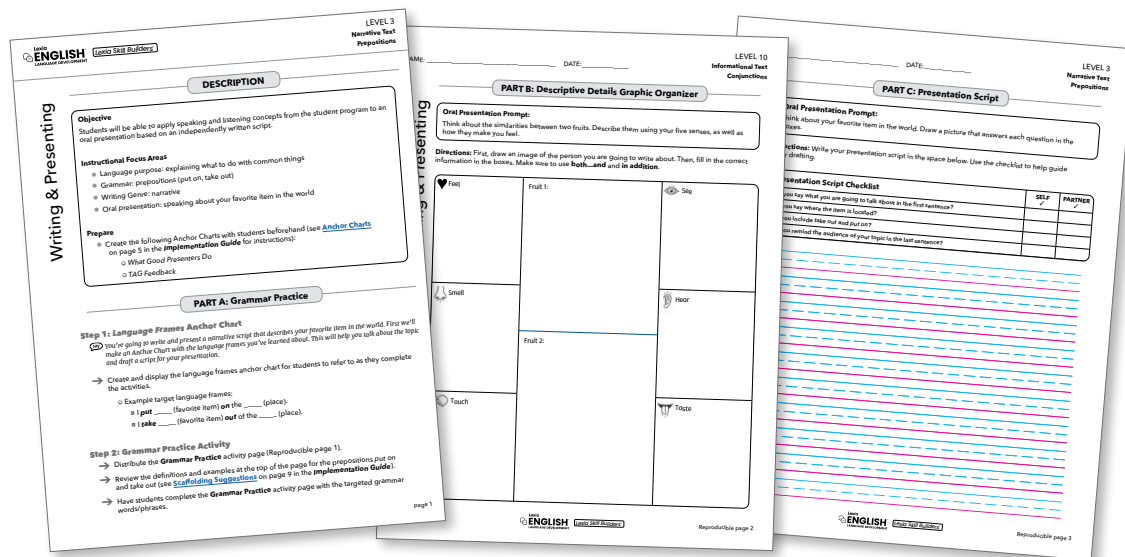 Lexia
ENGLISH
LANGUAGE DEVELOPMENT
Lexia Skill Builders
LEVEL 3
Narrative Text
Prepositions
Writing & Presenting
DESCRIPTION
Objective
Students will be able to apply speaking and listening concepts from the student program to an
oral presentation based on an independently written script.
Instructional Focus Areas
Language purpose: explaining what to do with common things
Grammar: prepositions (put on, take out)
Writing Genre: narrative
Oral presentation: speaking about your favorite item in the world
Prepare
Create the following Anchor Charts with students beforehand (see Anchor Charts
on page 5 in the Implementation Guide for instructions):
What Good Presenters Do
TAG Feedback
PART A: Grammar Practice
Step 1: Language Frames Anchor Chart
SAY You've going to write and present a narrative script that describes your favorite item in the world. First we'll
make an Anchor Chart with the language frames you've learned about. This will help you talk about the topic
and draft a script for your presentation.
Create and display the language frames anchor chart for students to refer to as they complete
the activities.
Example target language frames:
I put _____ (favorite item) on the _____ (place).
I take _____ (favorite item) out of the _____ (place).
Step 2: Grammar Practice Activity
Distribute the Grammar Practice activity page (Reproducible page 1).
Review the definitions and examples at the top of the page for the prepositions put on
and take out (see Scaffolding Suggestions on page 9 in the Implementation Guide).
Have students complete the Grammar Practice activity page with the targeted grammar
words/phrases.
page 1
AME: DATE:
LEVEL 10
Informational Text
Conjunctions
g & Presenting
PART B: Descriptive Details Graphic Organizer
Oral Presentation Prompt:
Think about the similarities between two fruits. Describe them using your five senses, as well as
how they make you feel.
Directions: First, draw an image of the person you are going to write about. Then, fill in the correct
information in the boxes. Make sure to use both...and and in addition.
Feel
Fruit 1:
See
Smell
Hear
Fruit 2:
Touch
Taste
Lexia
ENGLISH
LANGUAGE DEVELOPMENT
Lexia Skill Builders
Reproducible page 2
DATE:
LEVEL 3
Narrative Text
Prepositions
PART C: Presentation Script
Oral Presentation Prompt:
hink about your favorite item in the world. Draw a picture that answers each question in the
oxes.
ctions: Write your presentation script in the space below. Use the checklist to help guide
drafting.
sentation Script Checklist
SELF
PARTNER
you say what you are going to talk about in the first sentence?
you say where the item is located?
you include take out and put on?
you remind the audience of your topic in the last sentence?
Lexia
ENGLISH
LANGUAGE DEVELOPMENT
Lexia Skill Builders
Reproducible page 3